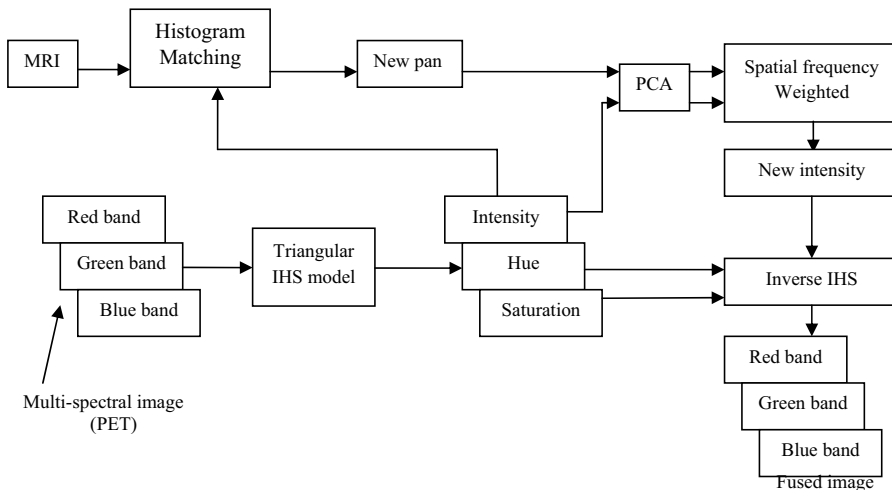 MRI
Histogram
Matching
New pan
PCA
Spatial frequency
Weighted
New intensity
Red band
Green band
Blue band
Triangular
IHS model
Intensity
Hue
Saturation
Inverse IHS
Multi-spectral image
(PET)
Red band
Green band
Blue band
Fused image